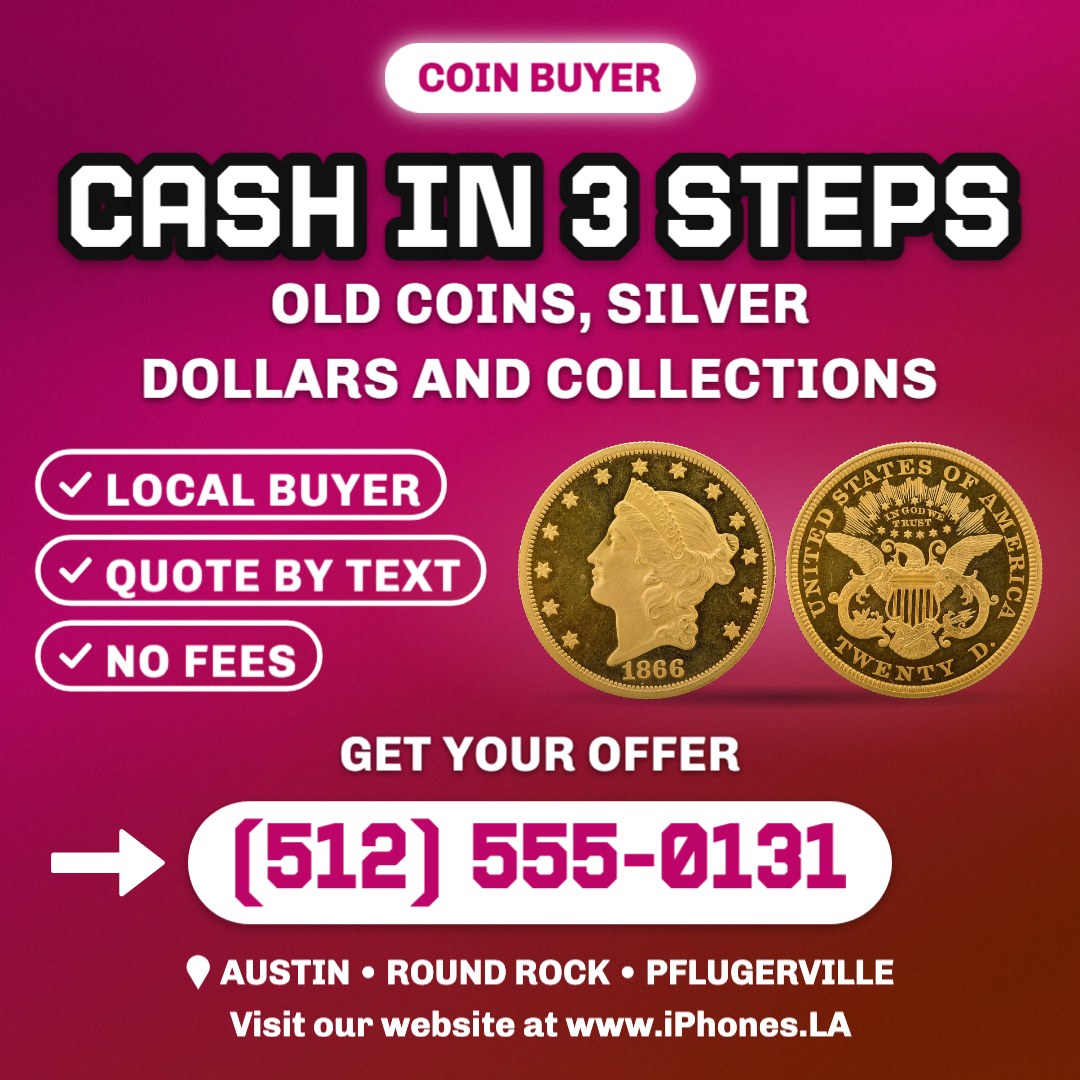 COIN BUYER
CASH IN 3 STEPS
OLD COINS, SILVER
DOLLARS AND COLLECTIONS
LOCAL BUYER
QUOTE BY TEXT
NO FEES
1866
UNITED STATES OF AMERICA
IN GOD WE
TRUST
TWENTY D.
GET YOUR OFFER
(512) 555-0131
AUSTIN • ROUND ROCK • PFLUGERVILLE
Visit our website at www.iPhones.LA